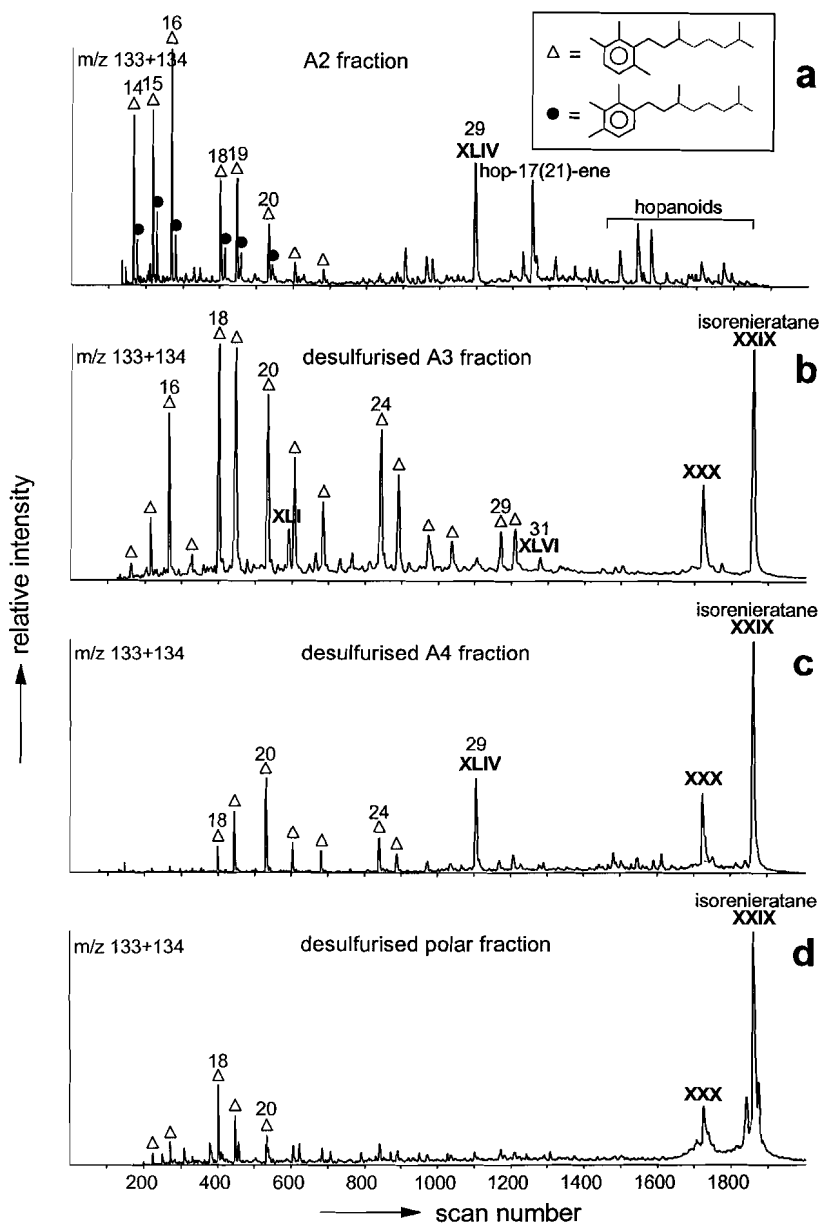 16
△
m/z 133+134
A2 fraction
a
△ =
● =
14 15
△ △
● ● ●
18 19
△ △
● ●
20
△
●
△ △
29
XLIV
hop-17(21)-ene
hopanoids
18
△ △
m/z 133+134
desulfurised A3 fraction
b
isorenieratane
XXIX
16
△
20
△
24
△
△ △
△
△
△
XLI
△
△
△ △
29
△ △
31
XLVI
XXX
m/z 133+134
desulfurised A4 fraction
c
isorenieratane
XXIX
18
△
△
20
△
△ △
24
△
△
29
XLIV
XXX
m/z 133+134
desulfurised polar fraction
d
isorenieratane
XXIX
△ △
18
△
△
20
△
XXX
200 400 600 800 1000 1200 1400 1600 1800
scan number
relative intensity